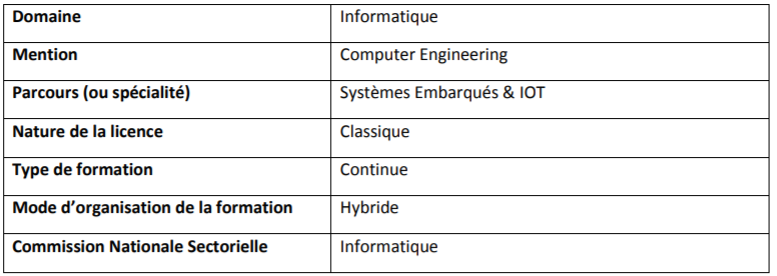 Domaine Informatique
Mention Computer Engineering
Parcours (ou spécialité) Systèmes Embarqués & IOT
Nature de la licence Classique
Type de formation Continue
Mode d'organisation de la formation Hybride
Commission Nationale Sectorielle Informatique